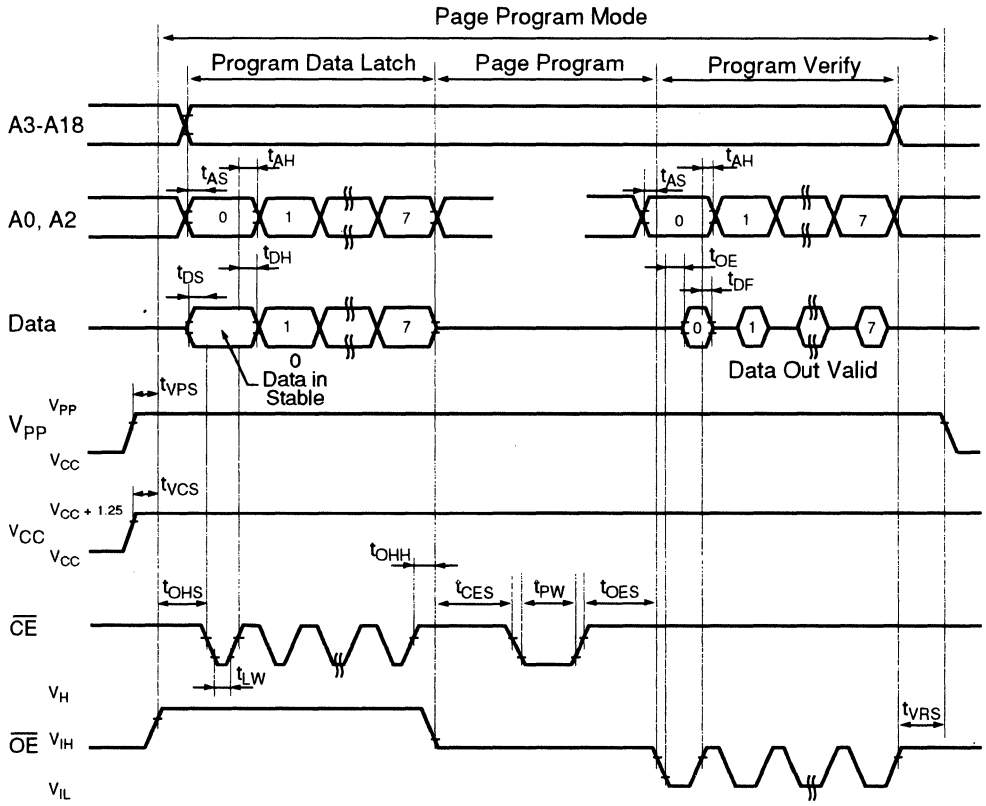 Page Program Mode
Program Data Latch Page Program Program Verify
A3-A18
tAS tAH tAS tAH
A0, A2 0 1 7 0 1 7
tDS tDH tOE tDF
Data 1 7 0 1 7
0
Data in Stable
Data Out Valid
tVPS
VPP
VPP
VCC
tVCS
VCC + 1.25
VCC
VCC
tOHS tOHH tCES tPW tOES
CE
tLW
VH
tVRS
OE VIH
VIL